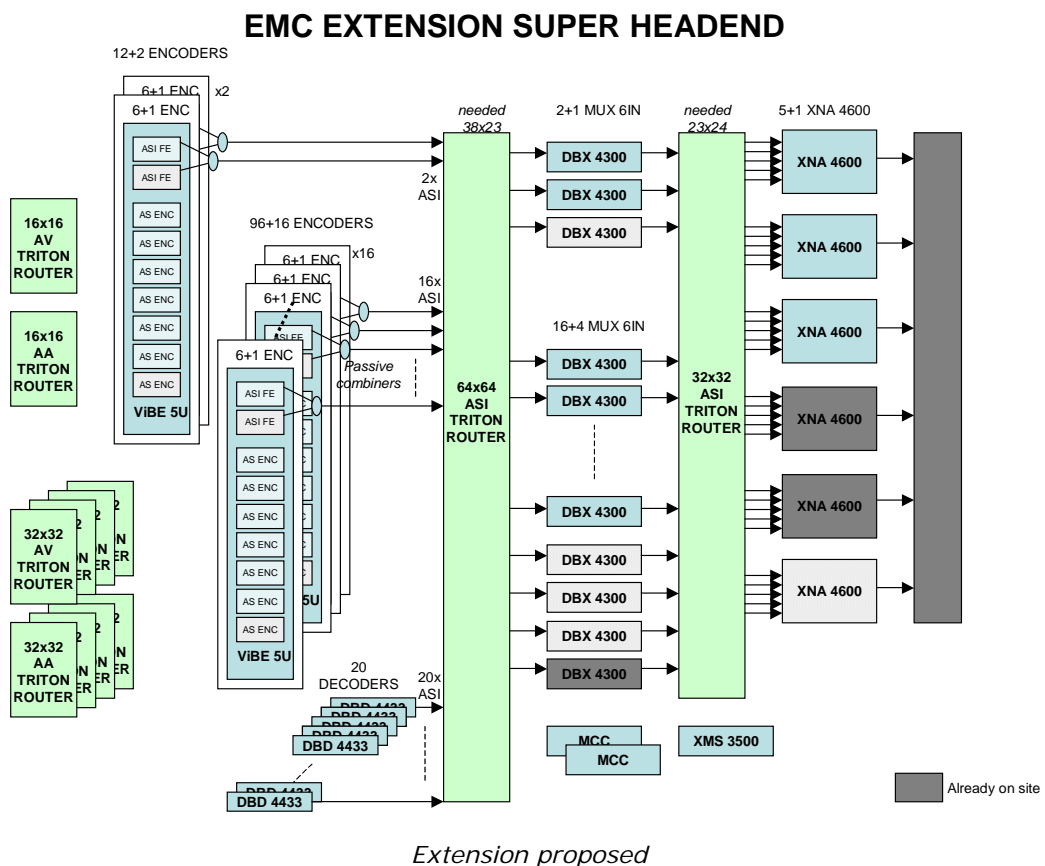 EMC EXTENSION SUPER HEADEND
12+2 ENCODERS
6+1 ENC
x2
6+1 ENC
ASI FE
ASI FE
AS ENC
AS ENC
AS ENC
AS ENC
AS ENC
AS ENC
AS ENC
ViBE 5U
16x16
AV
TRITON
ROUTER
16x16
AA
TRITON
ROUTER
32x32
AV
TRITON
ROUTER
32x32
AA
TRITON
ROUTER
96+16 ENCODERS
x16
6+1 ENC
6+1 ENC
6+1 ENC
ASI FE
ASI FE
AS ENC
AS ENC
AS ENC
AS ENC
AS ENC
AS ENC
AS ENC
ViBE 5U
5U
Passive
combiners
2x
ASI
16x
ASI
20x
ASI
20
DECODERS
DBD 4433
DBD 4433
DBD 4433
needed
38x23
64x64
ASI
TRITON
ROUTER
2+1 MUX 6IN
DBX 4300
DBX 4300
DBX 4300
16+4 MUX 6IN
DBX 4300
DBX 4300
DBX 4300
DBX 4300
DBX 4300
DBX 4300
DBX 4300
MCC
MCC
needed
23x24
32x32
ASI
TRITON
ROUTER
XMS 3500
5+1 XNA 4600
XNA 4600
XNA 4600
XNA 4600
XNA 4600
XNA 4600
XNA 4600
Already on site
Extension proposed